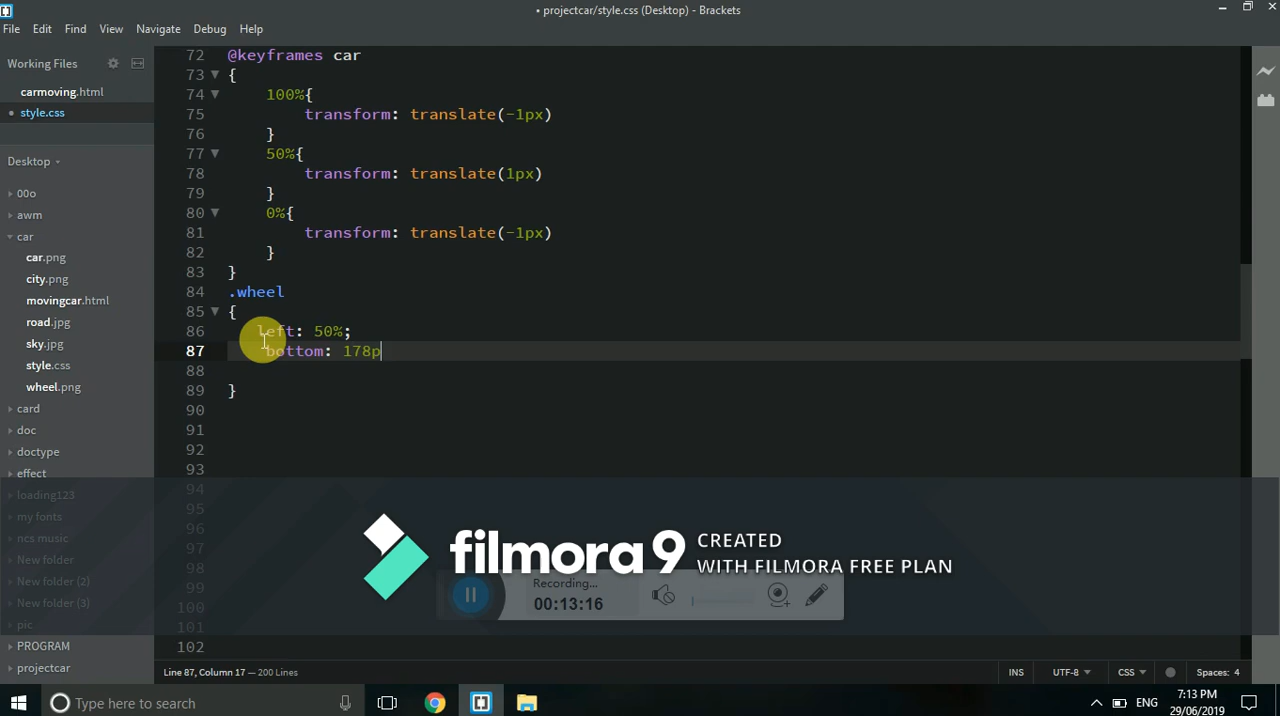 • projectcar/style.css (Desktop) - Brackets
File Edit Find View Navigate Debug Help
Working Files
carmoving.html
• style.css
Desktop
00o
awm
car
car.png
city.png
movingcar.html
road.jpg
sky.jpg
style.css
wheel.png
card
doc
doctype
effect
loading123
my fonts
ncs music
New folder
New folder (2)
New folder (3)
pic
PROGRAM
projectcar
72 @keyframes car
73 {
74 100%{
75 transform: translate(-1px)
76 }
77 50%{
78 transform: translate(1px)
79 }
80 0%{
81 transform: translate(-1px)
82 }
83 }
84 .wheel
85 {
86 left: 50%;
87 bottom: 178p
88
89 }
90
91
92
93
94
95
96
97
98
99
100
101
102
filmora9 CREATED
WITH FILMORA FREE PLAN
Recording...
00:13:16
Line 87, Column 17 — 200 Lines
INS UTF-8 CSS Spaces: 4
Type here to search
ENG
7:13 PM
29/06/2019